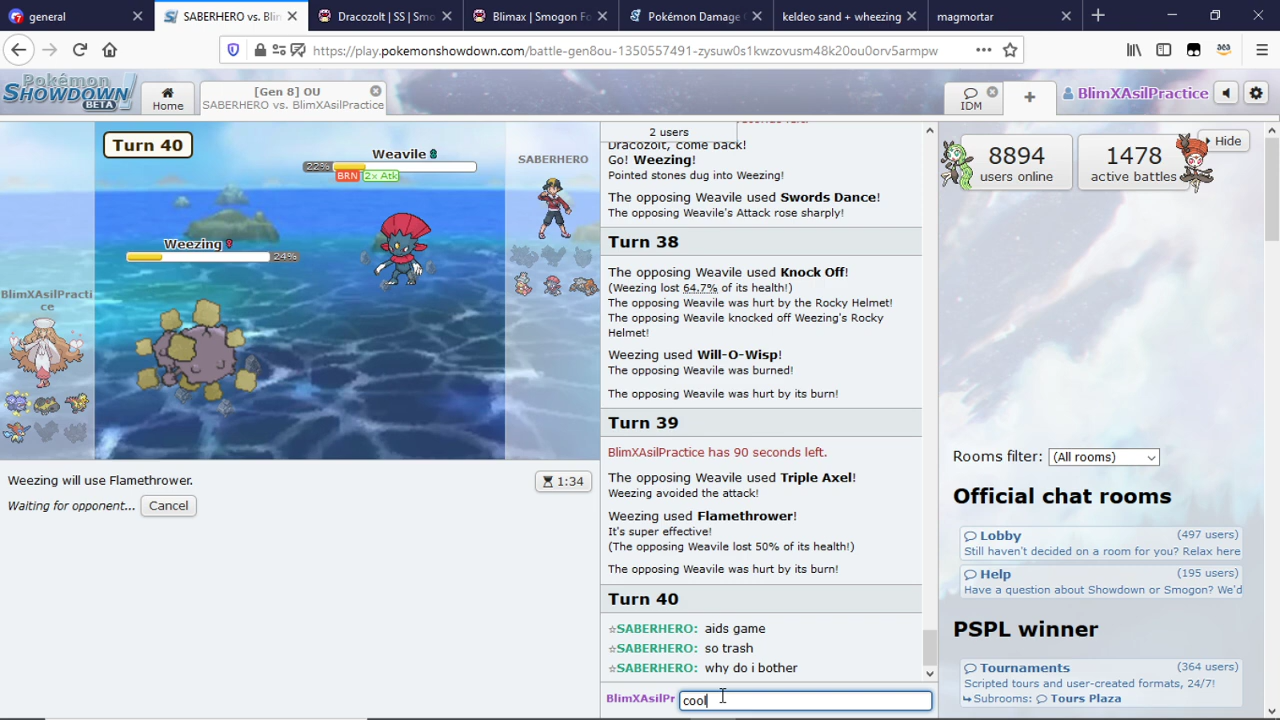 general
SABERHERO vs. Bli
Dracozolt | SS | Smo
Blimax | Smogon Fo
Pokémon Damage C
keldeo sand + wheezing
magmortar
https://play.pokemonshowdown.com/battle-gen8ou-1350557491-zysuw0s1kwzovusm48k20ou0orv5armpw
Pokémon
SHOWDOWN
BETA
Home
[Gen 8] OU
SABERHERO vs. BlimXAsilPractice
IDM
BlimXAsilPractice
Turn 40
Weavile
22%
BRN 2× Atk
Weezing
24%
SABERHERO
BlimXAsilPracti
ce
Weezing will use Flamethrower.
Waiting for opponent... Cancel
1:34
2 users
Dracozolt, come back!
Go! Weezing!
Pointed stones dug into Weezing!
The opposing Weavile used Swords Dance!
The opposing Weavile's Attack rose sharply!
Turn 38
The opposing Weavile used Knock Off!
(Weezing lost 64.7% of its health!)
The opposing Weavile was hurt by the Rocky Helmet!
The opposing Weavile knocked off Weezing's Rocky
Helmet!
Weezing used Will-O-Wisp!
The opposing Weavile was burned!
The opposing Weavile was hurt by its burn!
Turn 39
BlimXAsilPractice has 90 seconds left.
The opposing Weavile used Triple Axel!
Weezing avoided the attack!
Weezing used Flamethrower!
It's super effective!
(The opposing Weavile lost 50% of its health!)
The opposing Weavile was hurt by its burn!
Turn 40
☆SABERHERO: aids game
☆SABERHERO: so trash
☆SABERHERO: why do i bother
BlimXAsilPr cool
8894
users online
1478
active battles
Hide
Rooms filter: (All rooms)
Official chat rooms
Lobby (497 users)
Still haven't decided on a room for you? Relax here
Help (195 users)
Have a question about Showdown or Smogon? We'd
PSPL winner
Tournaments (364 users)
Scripted tours and user-created formats, 24/7!
Subrooms: Tours Plaza